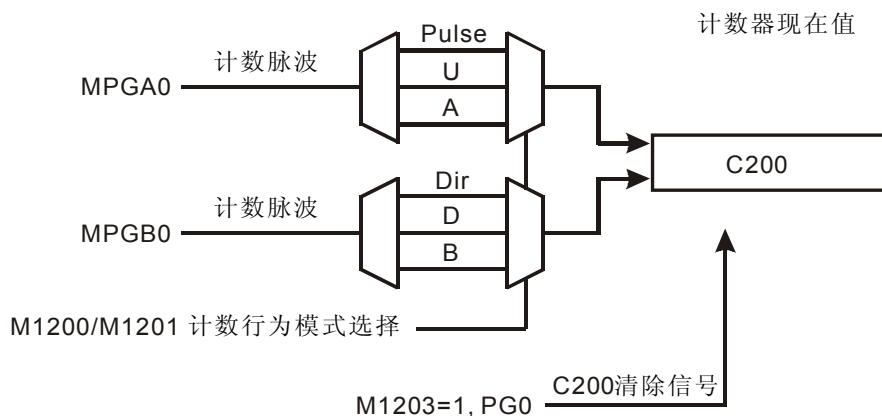 计数器现在值
Pulse
计数脉波
MPGA0
U
A
C200
Dir
计数脉波
MPGB0
D
B
M1200/M1201 计数行为模式选择
C200清除信号
M1203=1, PG0